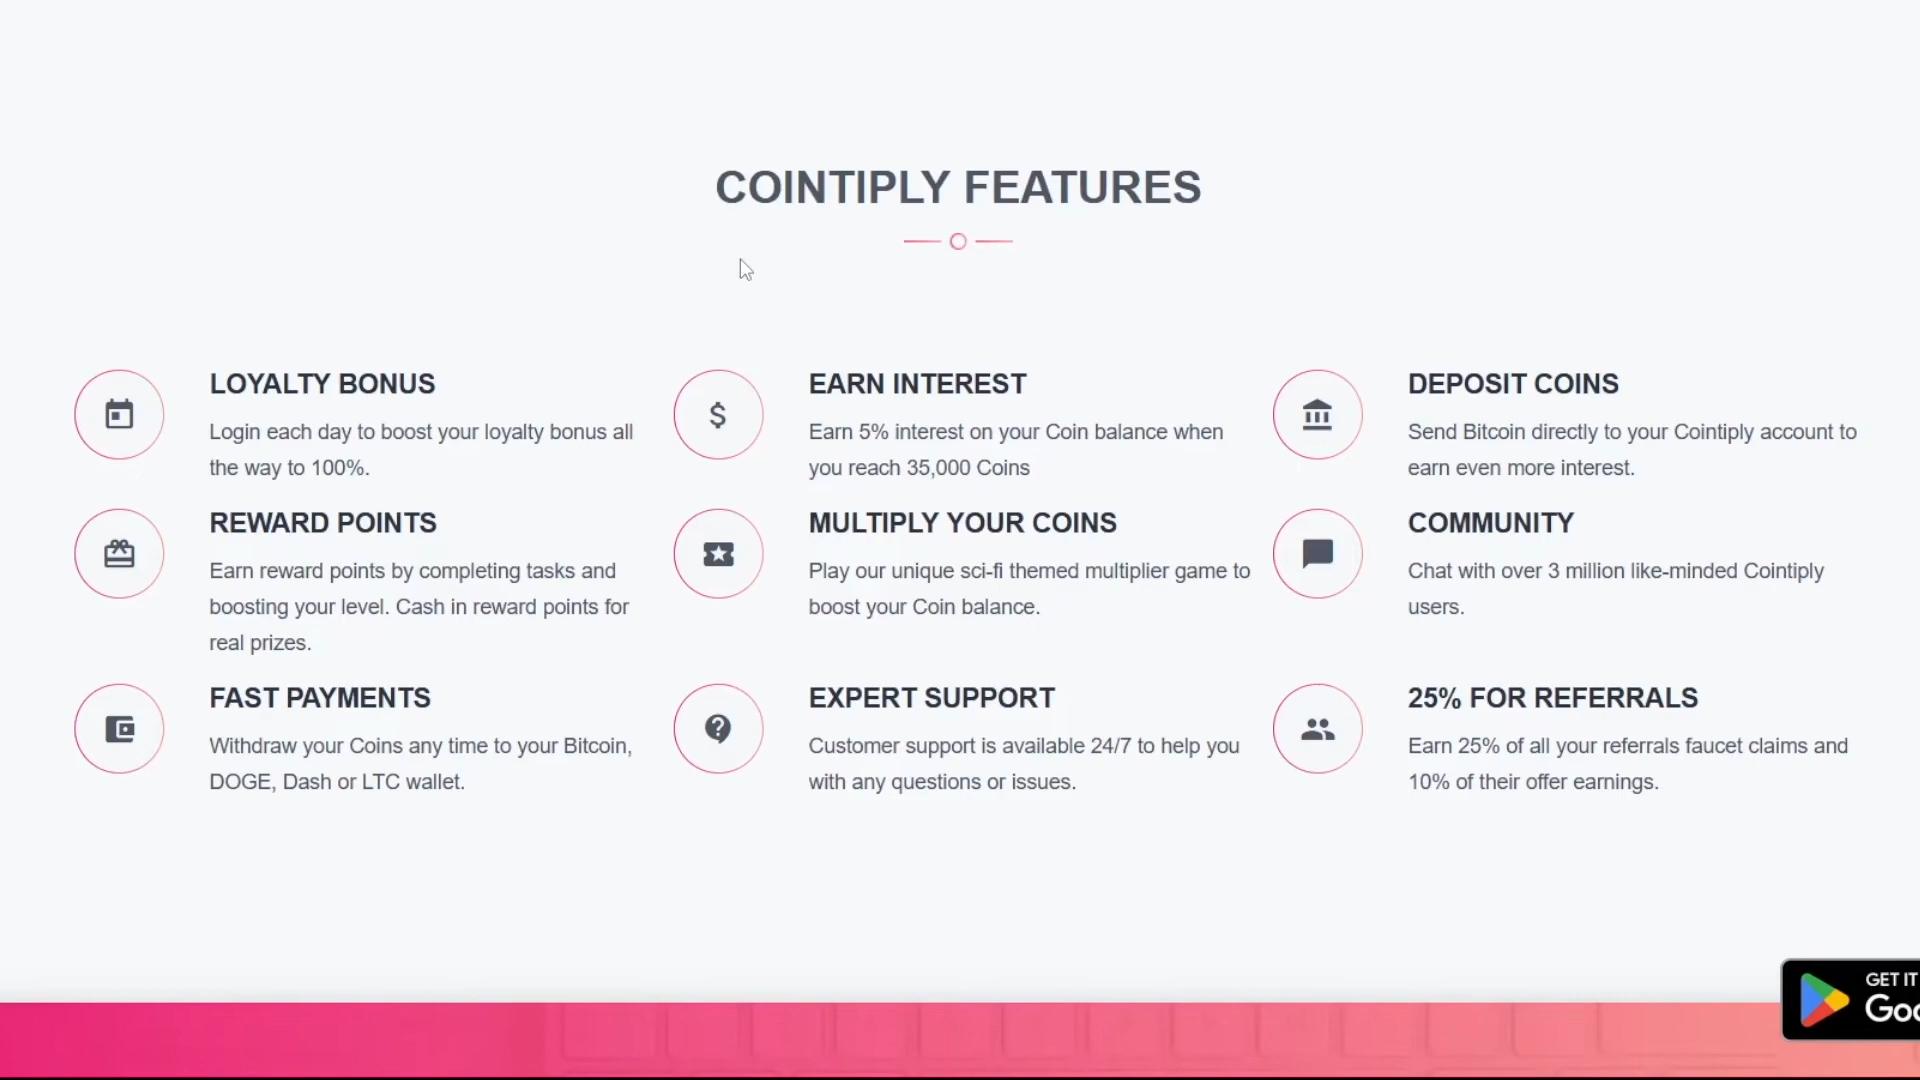 COINTIPLY FEATURES
LOYALTY BONUS
Login each day to boost your loyalty bonus all
the way to 100%.
EARN INTEREST
Earn 5% interest on your Coin balance when
you reach 35,000 Coins
DEPOSIT COINS
Send Bitcoin directly to your Cointiply account to
earn even more interest.
REWARD POINTS
Earn reward points by completing tasks and
boosting your level. Cash in reward points for
real prizes.
MULTIPLY YOUR COINS
Play our unique sci-fi themed multiplier game to
boost your Coin balance.
COMMUNITY
Chat with over 3 million like-minded Cointiply
users.
FAST PAYMENTS
Withdraw your Coins any time to your Bitcoin,
DOGE, Dash or LTC wallet.
EXPERT SUPPORT
Customer support is available 24/7 to help you
with any questions or issues.
25% FOR REFERRALS
Earn 25% of all your referrals faucet claims and
10% of their offer earnings.
GET IT